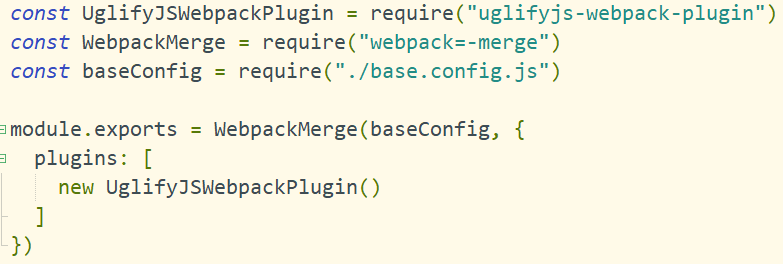 const UglifyJSWebpackPlugin = require("uglifyjs-webpack-plugin")
const WebpackMerge = require("webpack=-merge")
const baseConfig = require("./base.config.js")

module.exports = WebpackMerge(baseConfig, {
  plugins: [
    new UglifyJSWebpackPlugin()
  ]
})